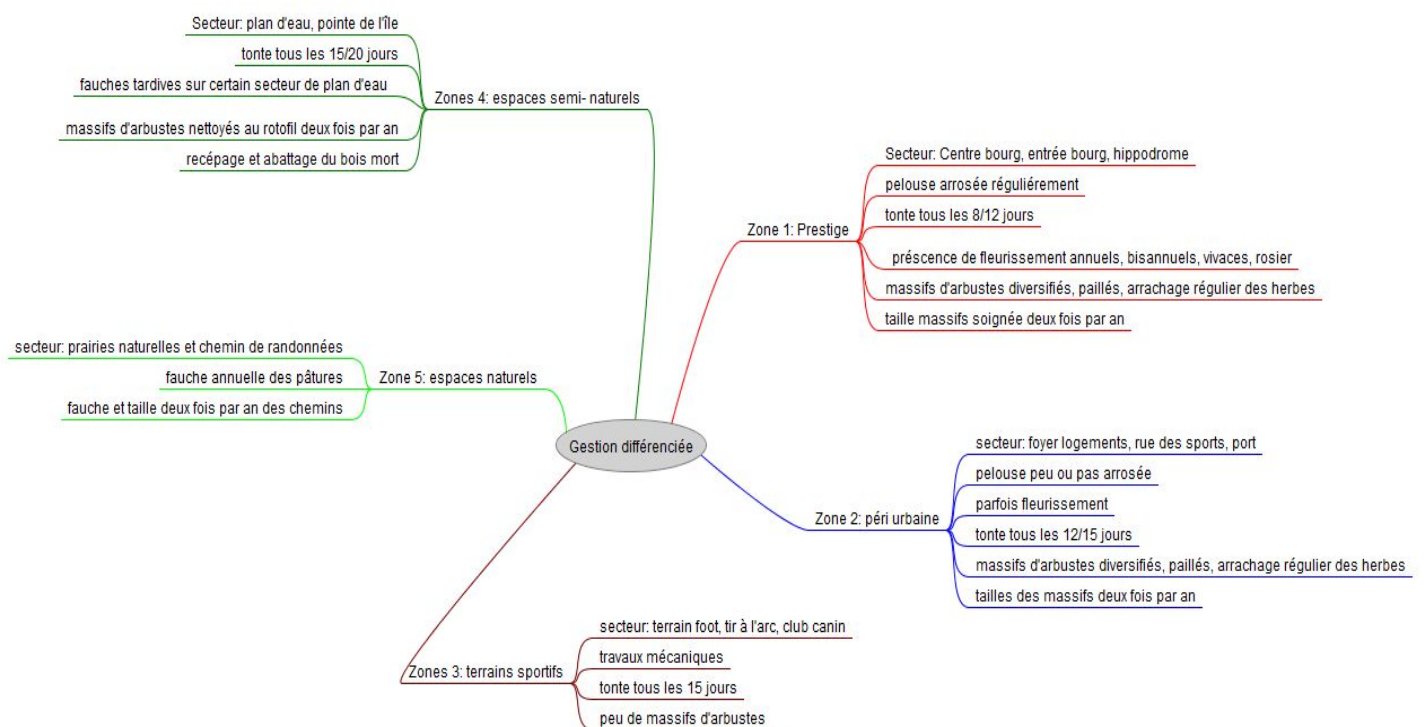 Gestion différenciée
Zone 1: Prestige
Secteur: Centre bourg, entrée bourg, hippodrome
pelouse arrosée réguliérement
tonte tous les 8/12 jours
préscence de fleurissement annuels, bisannuels, vivaces, rosier
massifs d'arbustes diversifiés, paillés, arrachage régulier des herbes
taille massifs soignée deux fois par an
Zone 2: péri urbaine
secteur: foyer logements, rue des sports, port
pelouse peu ou pas arrosée
parfois fleurissement
tonte tous les 12/15 jours
massifs d'arbustes diversifiés, paillés, arrachage régulier des herbes
tailles des massifs deux fois par an
Zones 3: terrains sportifs
secteur: terrain foot, tir à l'arc, club canin
travaux mécaniques
tonte tous les 15 jours
peu de massifs d'arbustes
Zones 4: espaces semi- naturels
Secteur: plan d'eau, pointe de l'île
tonte tous les 15/20 jours
fauches tardives sur certain secteur de plan d'eau
massifs d'arbustes nettoyés au rotofil deux fois par an
recépage et abattage du bois mort
Zone 5: espaces naturels
secteur: prairies naturelles et chemin de randonnées
fauche annuelle des pâtures
fauche et taille deux fois par an des chemins